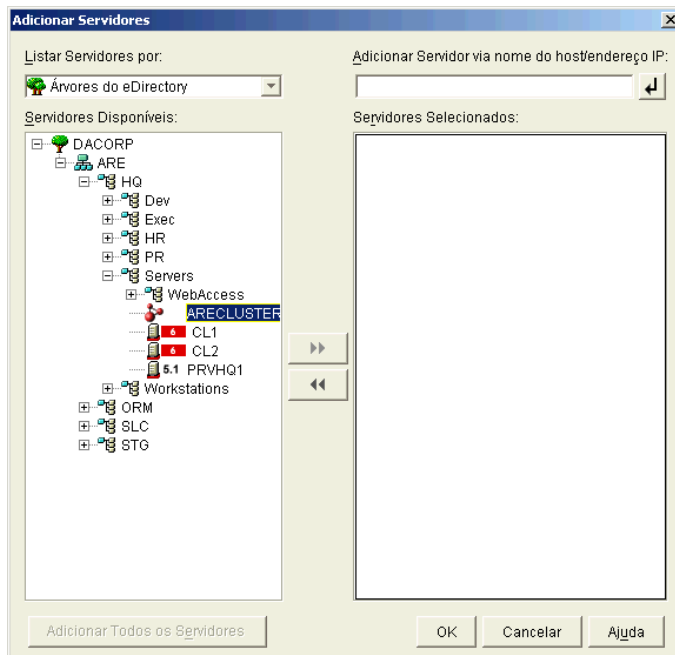 Adicionar Servidores
Listar Servidores por:
Adicionar Servidor via nome do host/endereço IP:
Árvores do eDirectory
Servidores Disponíveis:
Servidores Selecionados:
DACORP
ARE
HQ
Dev
Exec
HR
PR
Servers
WebAccess
ARECLUSTER
6 CL1
6 CL2
5.1 PRVHQ1
Workstations
ORM
SLC
STG
Adicionar Todos os Servidores
OK
Cancelar
Ajuda